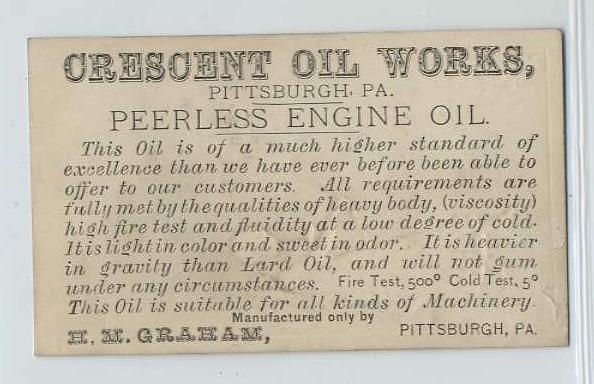 CRESCENT OIL WORKS,
PITTSBURGH, PA.
PEERLESS ENGINE OIL.
This Oil is of a much higher standard of
excellence than we have ever before been able to
offer to our customers. All requirements are
fully met by the qualities of heavy body, (viscosity)
high fire test and fluidity at a low degree of cold.
It is light in color and sweet in odor. It is heavier
in gravity than Lard Oil, and will not gum
under any circumstances. Fire Test, 500° Cold Test, 5°
This Oil is suitable for all kinds of Machinery.
Manufactured only by
H. M. GRAHAM, PITTSBURGH, PA.